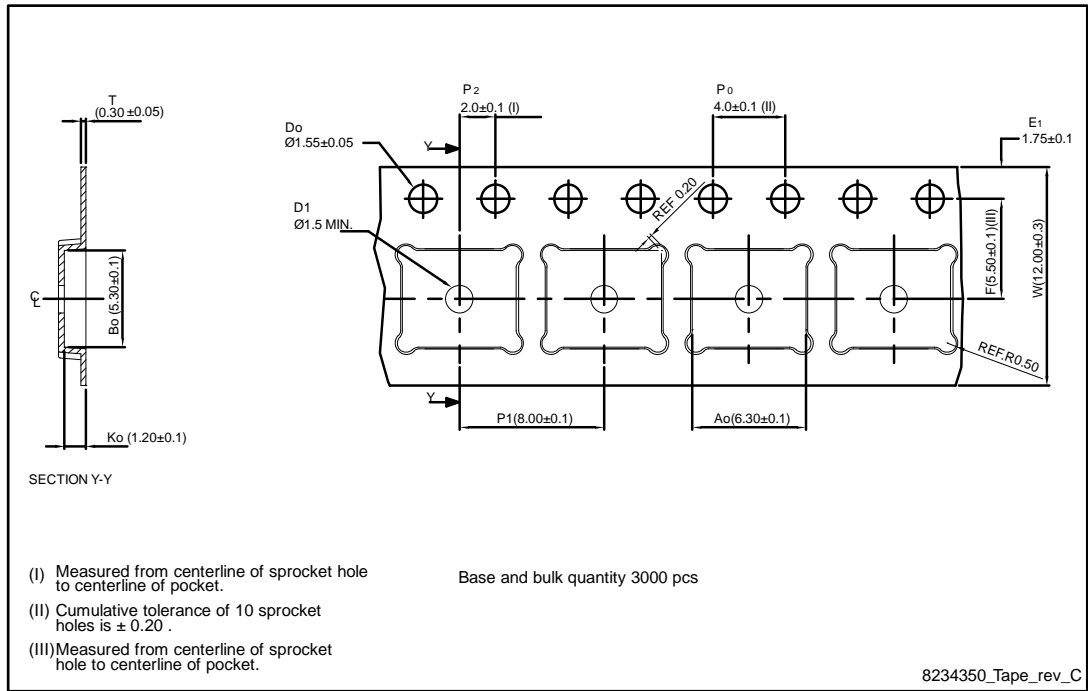 T
(0.30 ±0.05)
P2
2.0±0.1 (I)
P0
4.0±0.1 (II)
Do
Ø1.55±0.05
Y
E1
1.75±0.1
D1
Ø1.5 MIN.
REF 0.20
Bo (5.30±0.1)
F(5.50±0.1)(III)
W(12.00±0.3)
CL
REF.R0.50
Y
P1(8.00±0.1)
Ao(6.30±0.1)
Ko (1.20±0.1)
SECTION Y-Y
(I) Measured from centerline of sprocket hole
to centerline of pocket.
Base and bulk quantity 3000 pcs
(II) Cumulative tolerance of 10 sprocket
holes is ± 0.20 .
(III) Measured from centerline of sprocket
hole to centerline of pocket.
8234350_Tape_rev_C